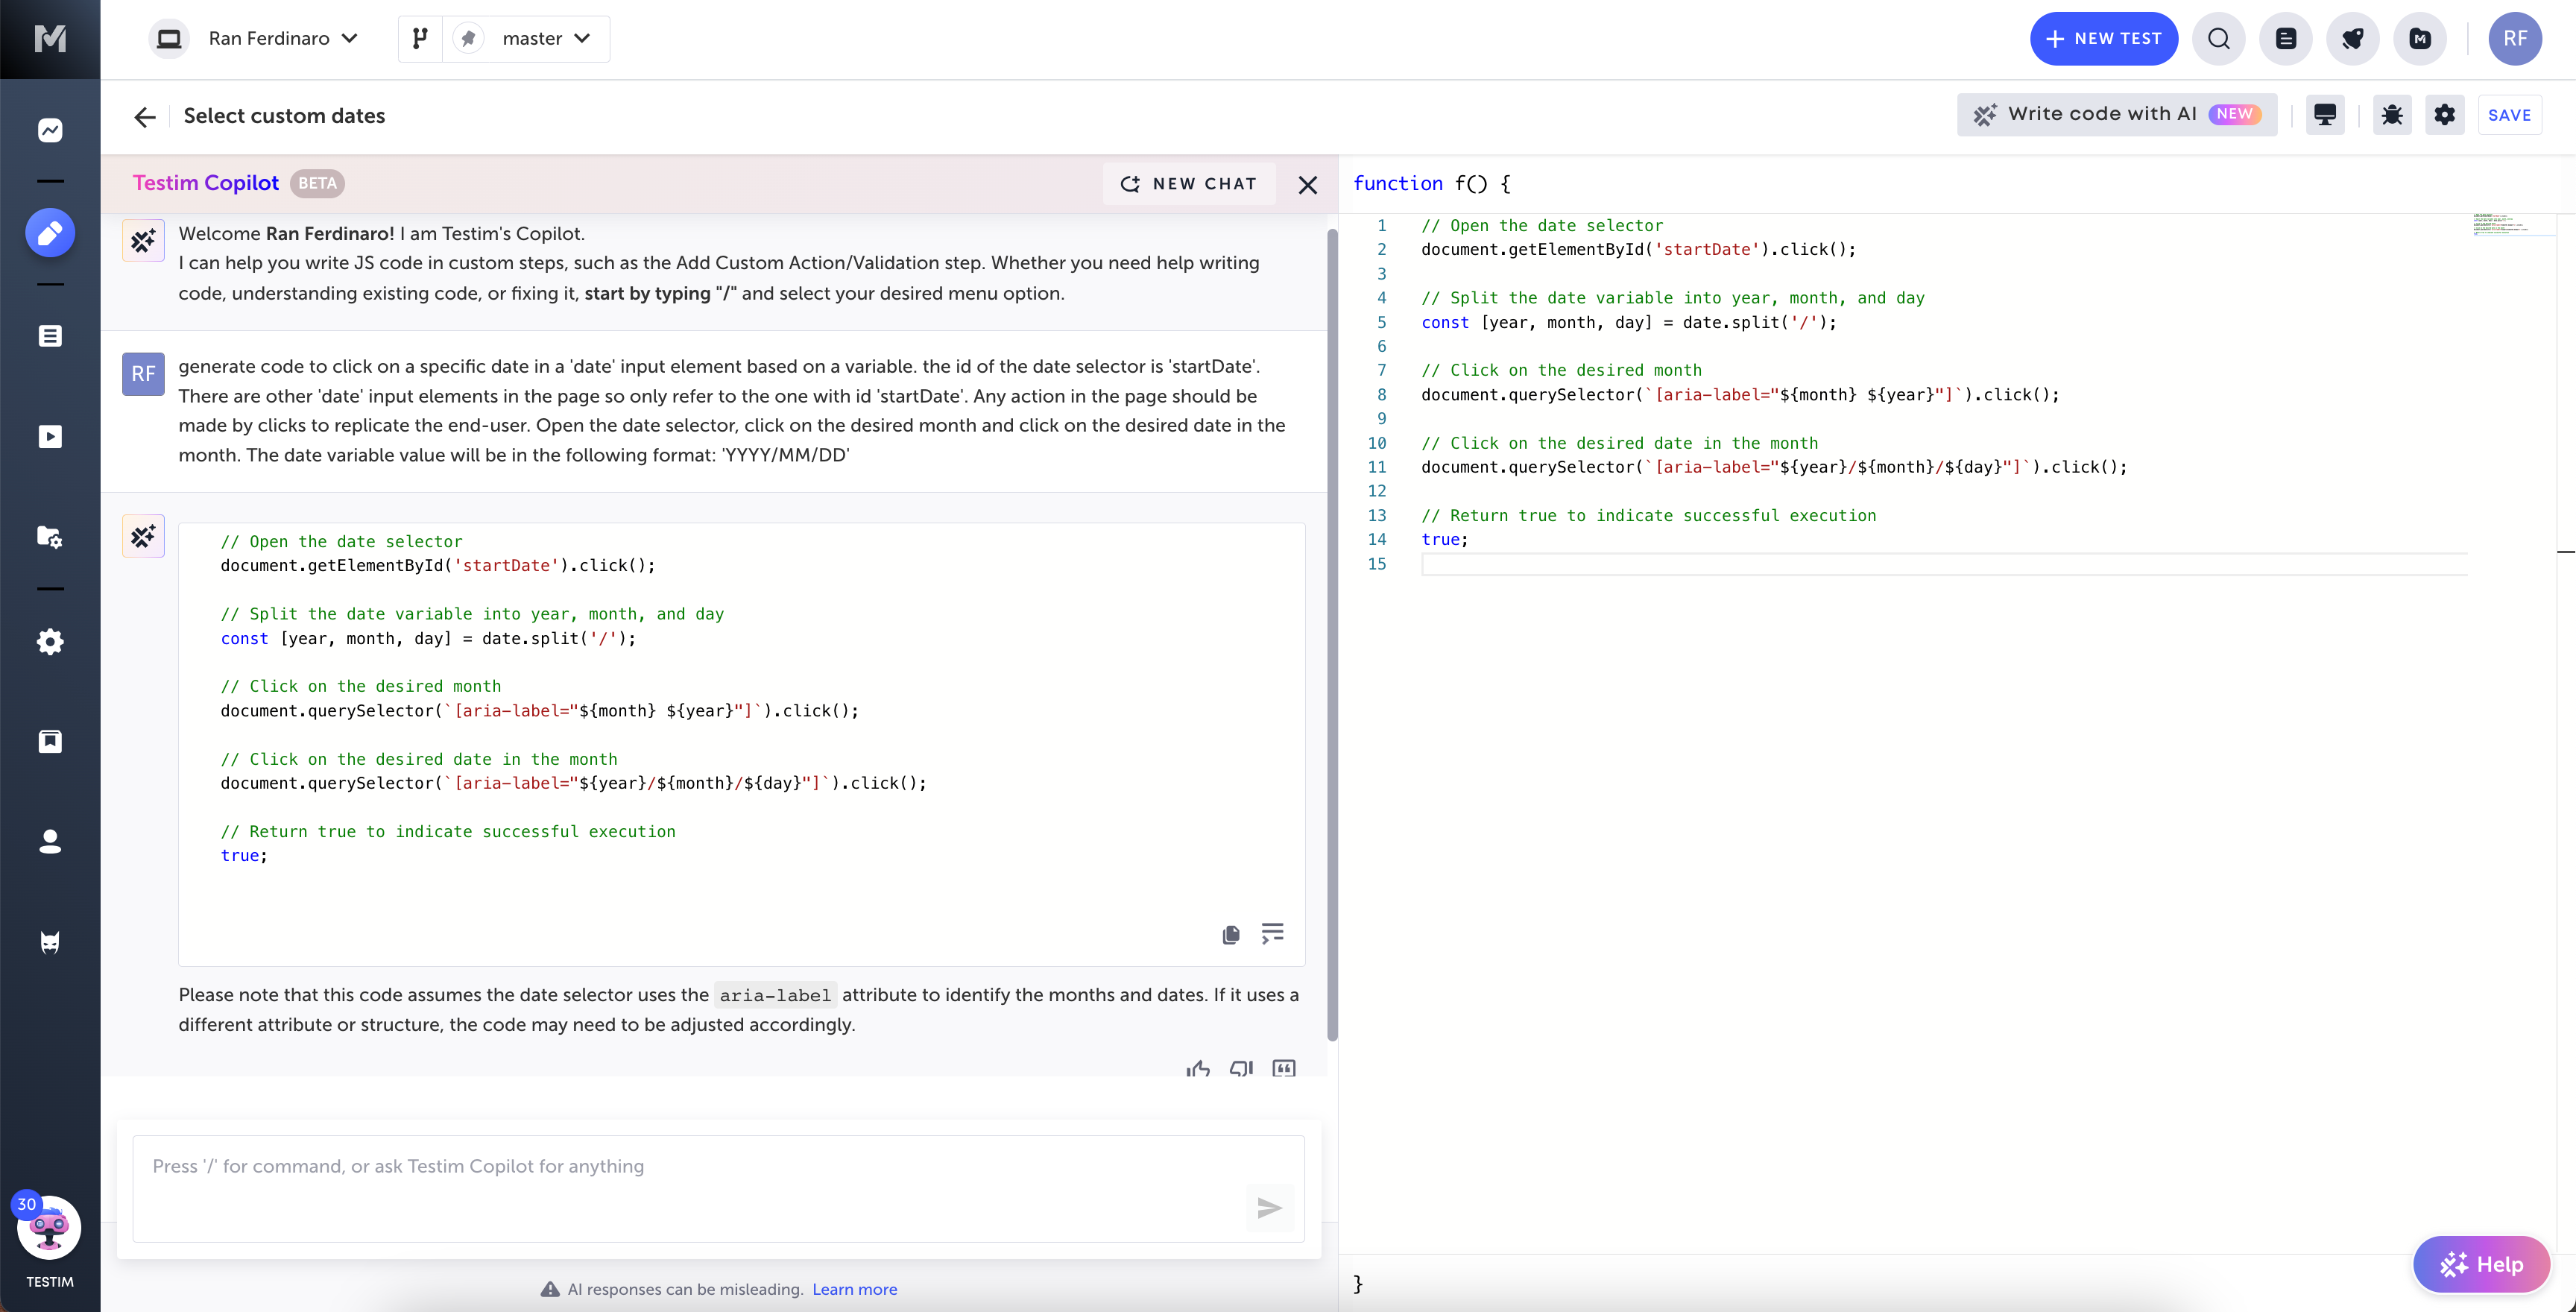 Ran Ferdinaro
master
NEW TEST
RF
Select custom dates
Write code with AI NEW
SAVE
Testim Copilot BETA
NEW CHAT
Welcome Ran Ferdinaro! I am Testim's Copilot.
I can help you write JS code in custom steps, such as the Add Custom Action/Validation step. Whether you need help writing
code, understanding existing code, or fixing it, start by typing "/" and select your desired menu option.
RF
generate code to click on a specific date in a 'date' input element based on a variable. the id of the date selector is 'startDate'.
There are other 'date' input elements in the page so only refer to the one with id 'startDate'. Any action in the page should be
made by clicks to replicate the end-user. Open the date selector, click on the desired month and click on the desired date in the
month. The date variable value will be in the following format: 'YYYY/MM/DD'
// Open the date selector
document.getElementById('startDate').click();
// Split the date variable into year, month, and day
const [year, month, day] = date.split('/');
// Click on the desired month
document.querySelector(`[aria-label="${month} ${year}"]`).click();
// Click on the desired date in the month
document.querySelector(`[aria-label="${year}/${month}/${day}"]`).click();
// Return true to indicate successful execution
true;
Please note that this code assumes the date selector uses the aria-label attribute to identify the months and dates. If it uses a
different attribute or structure, the code may need to be adjusted accordingly.
Press '/' for command, or ask Testim Copilot for anything
AI responses can be misleading. Learn more
30
TESTIM
function f() {
1 // Open the date selector
2 document.getElementById('startDate').click();
3
4 // Split the date variable into year, month, and day
5 const [year, month, day] = date.split('/');
6
7 // Click on the desired month
8 document.querySelector(`[aria-label="${month} ${year}"]`).click();
9
10 // Click on the desired date in the month
11 document.querySelector(`[aria-label="${year}/${month}/${day}"]`).click();
12
13 // Return true to indicate successful execution
14 true;
15
}
Help